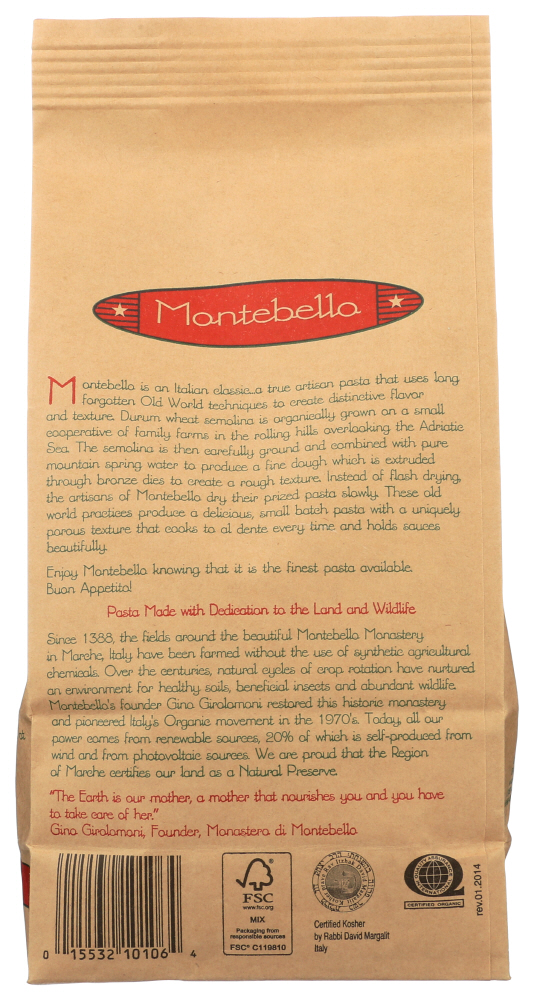 Montebello
Montebello is an Italian classic...a true artisan pasta that uses long
forgotten Old World techniques to create distinctive flavor
and texture. Durum wheat semolina is organically grown on a small
cooperative of family farms in the rolling hills overlooking the Adriatic
Sea. The semolina is then carefully ground and combined with pure
mountain spring water to produce a fine dough which is extruded
through bronze dies to create a rough texture. Instead of flash drying,
the artisans of Montebello dry their prized pasta slowly. These old
world practices produce a delicious, small batch pasta with a uniquely
porous texture that cooks to al dente every time and holds sauces
beautifully.
Enjoy Montebello knowing that it is the finest pasta available.
Buon Appetito!
Pasta Made with Dedication to the Land and Wildlife
Since 1388, the fields around the beautiful Montebello Monastery
in Marche, Italy have been farmed without the use of synthetic agricultural
chemicals. Over the centuries, natural cycles of crop rotation have nurtured
an environment for healthy soils, beneficial insects and abundant wildlife.
Montebello's founder Gino Girolomoni restored this historic monastery
and pioneered Italy's Organic movement in the 1970's. Today, all our
power comes from renewable sources, 20% of which is self-produced from
wind and from photovoltaic sources. We are proud that the Region
of Marche certifies our land as a Natural Preserve.
"The Earth is our mother, a mother that nourishes you and you have
to take care of her."
Gino Girolomoni, Founder, Monastero di Montebello
0 15532 10106 4
FSC
www.fsc.org
MIX
Packaging from
responsible sources
FSC® C119810
Certified Kosher
by Rabbi David Margalit
Italy
QUALITY ASSURANCE
INTERNATIONAL
CERTIFIED ORGANIC
rev.01.2014